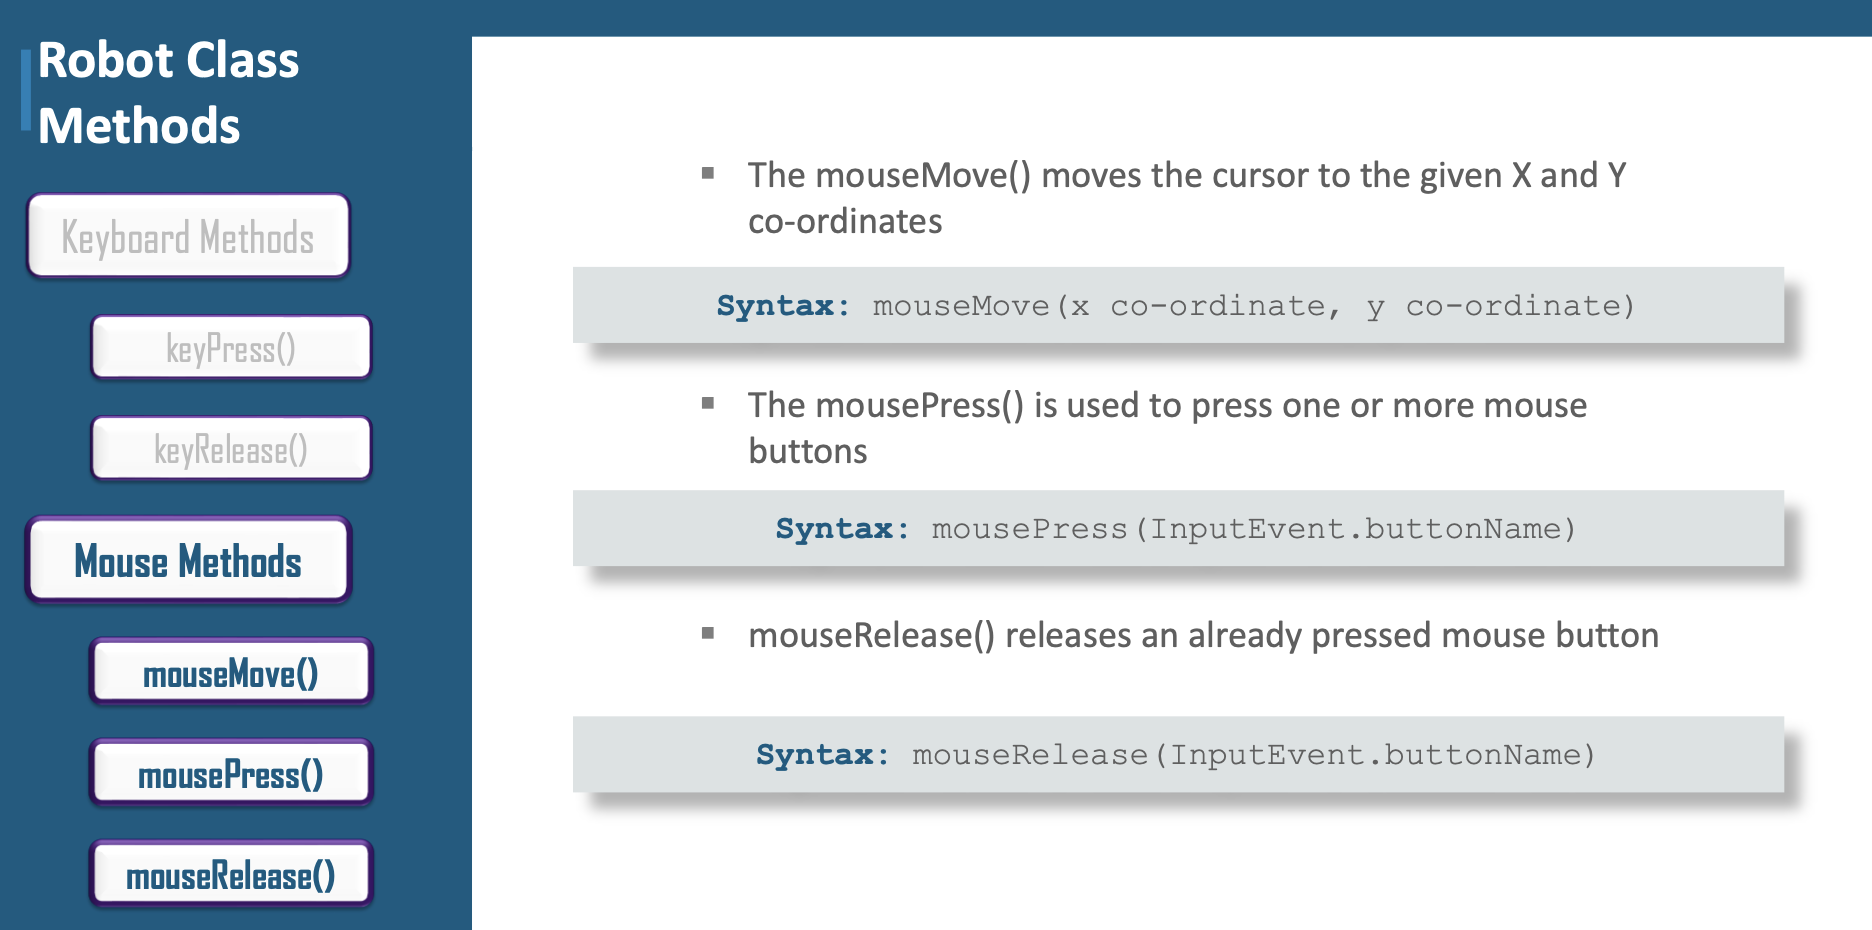 Robot Class
Methods
Keyboard Methods
keyPress()
keyRelease()
Mouse Methods
mouseMove()
mousePress()
mouseRelease()
▪ The mouseMove() moves the cursor to the given X and Y
co-ordinates
Syntax: mouseMove(x co-ordinate, y co-ordinate)
▪ The mousePress() is used to press one or more mouse
buttons
Syntax: mousePress(InputEvent.buttonName)
▪ mouseRelease() releases an already pressed mouse button
Syntax: mouseRelease(InputEvent.buttonName)